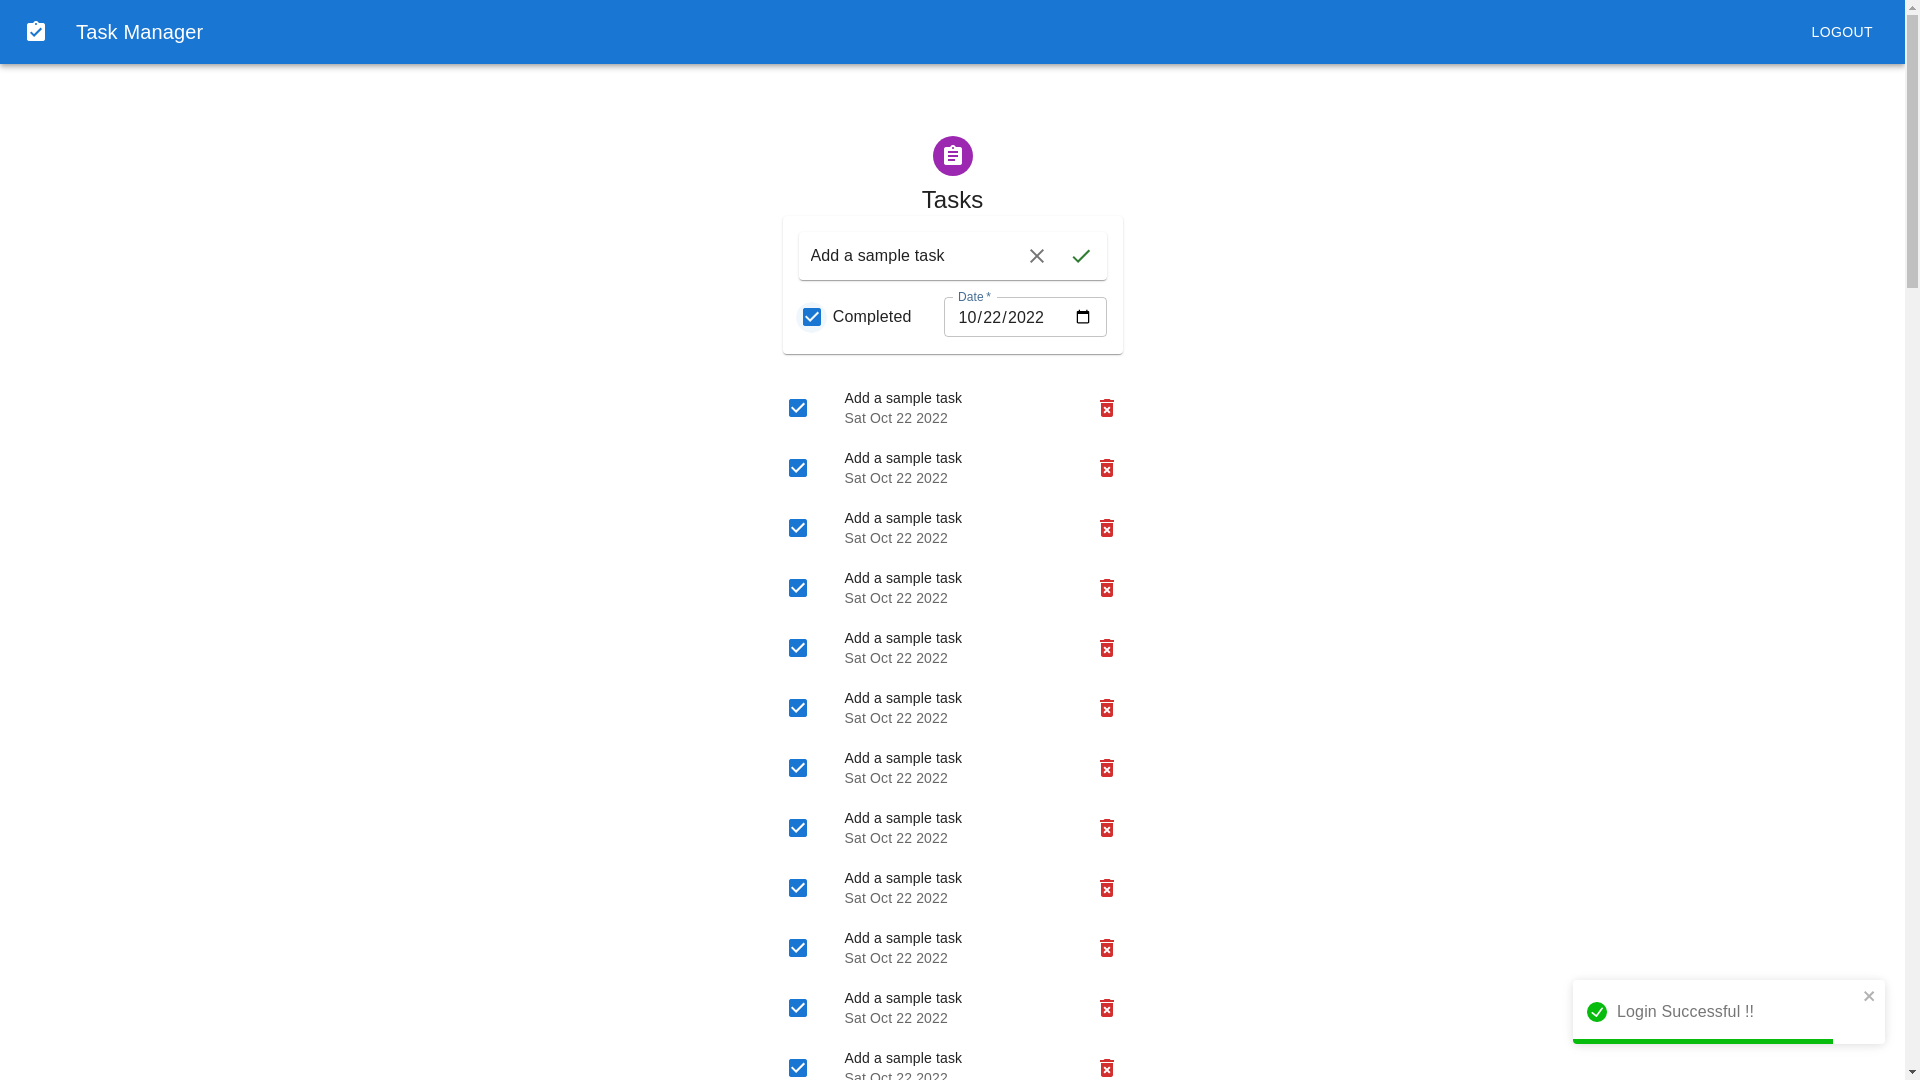 Task Manager
LOGOUT
Tasks
Add a sample task
Date *
Completed
10/22/2022
Add a sample task
Sat Oct 22 2022
Add a sample task
Sat Oct 22 2022
Add a sample task
Sat Oct 22 2022
Add a sample task
Sat Oct 22 2022
Add a sample task
Sat Oct 22 2022
Add a sample task
Sat Oct 22 2022
Add a sample task
Sat Oct 22 2022
Add a sample task
Sat Oct 22 2022
Add a sample task
Sat Oct 22 2022
Add a sample task
Sat Oct 22 2022
Add a sample task
Sat Oct 22 2022
Add a sample task
Sat Oct 22 2022
Login Successful !!